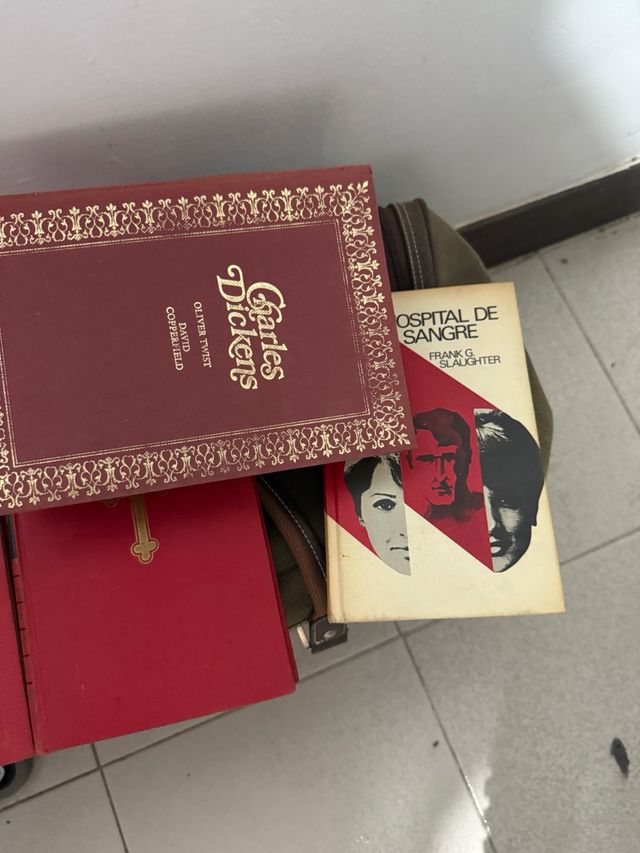 Charles
Dickens
OLIVER TWIST
DAVID
COPPERFIELD
OSPITAL DE
SANGRE
FRANK G.
SLAUGHTER